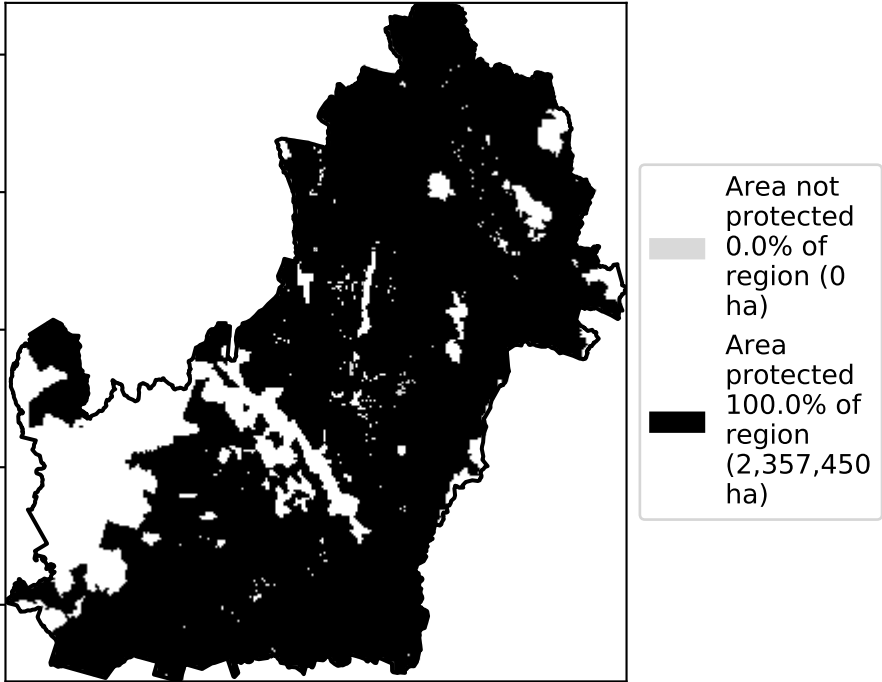 Area not
protected
0.0% of
region (0
ha)
Area
protected
100.0% of
region
(2,357,450
ha)